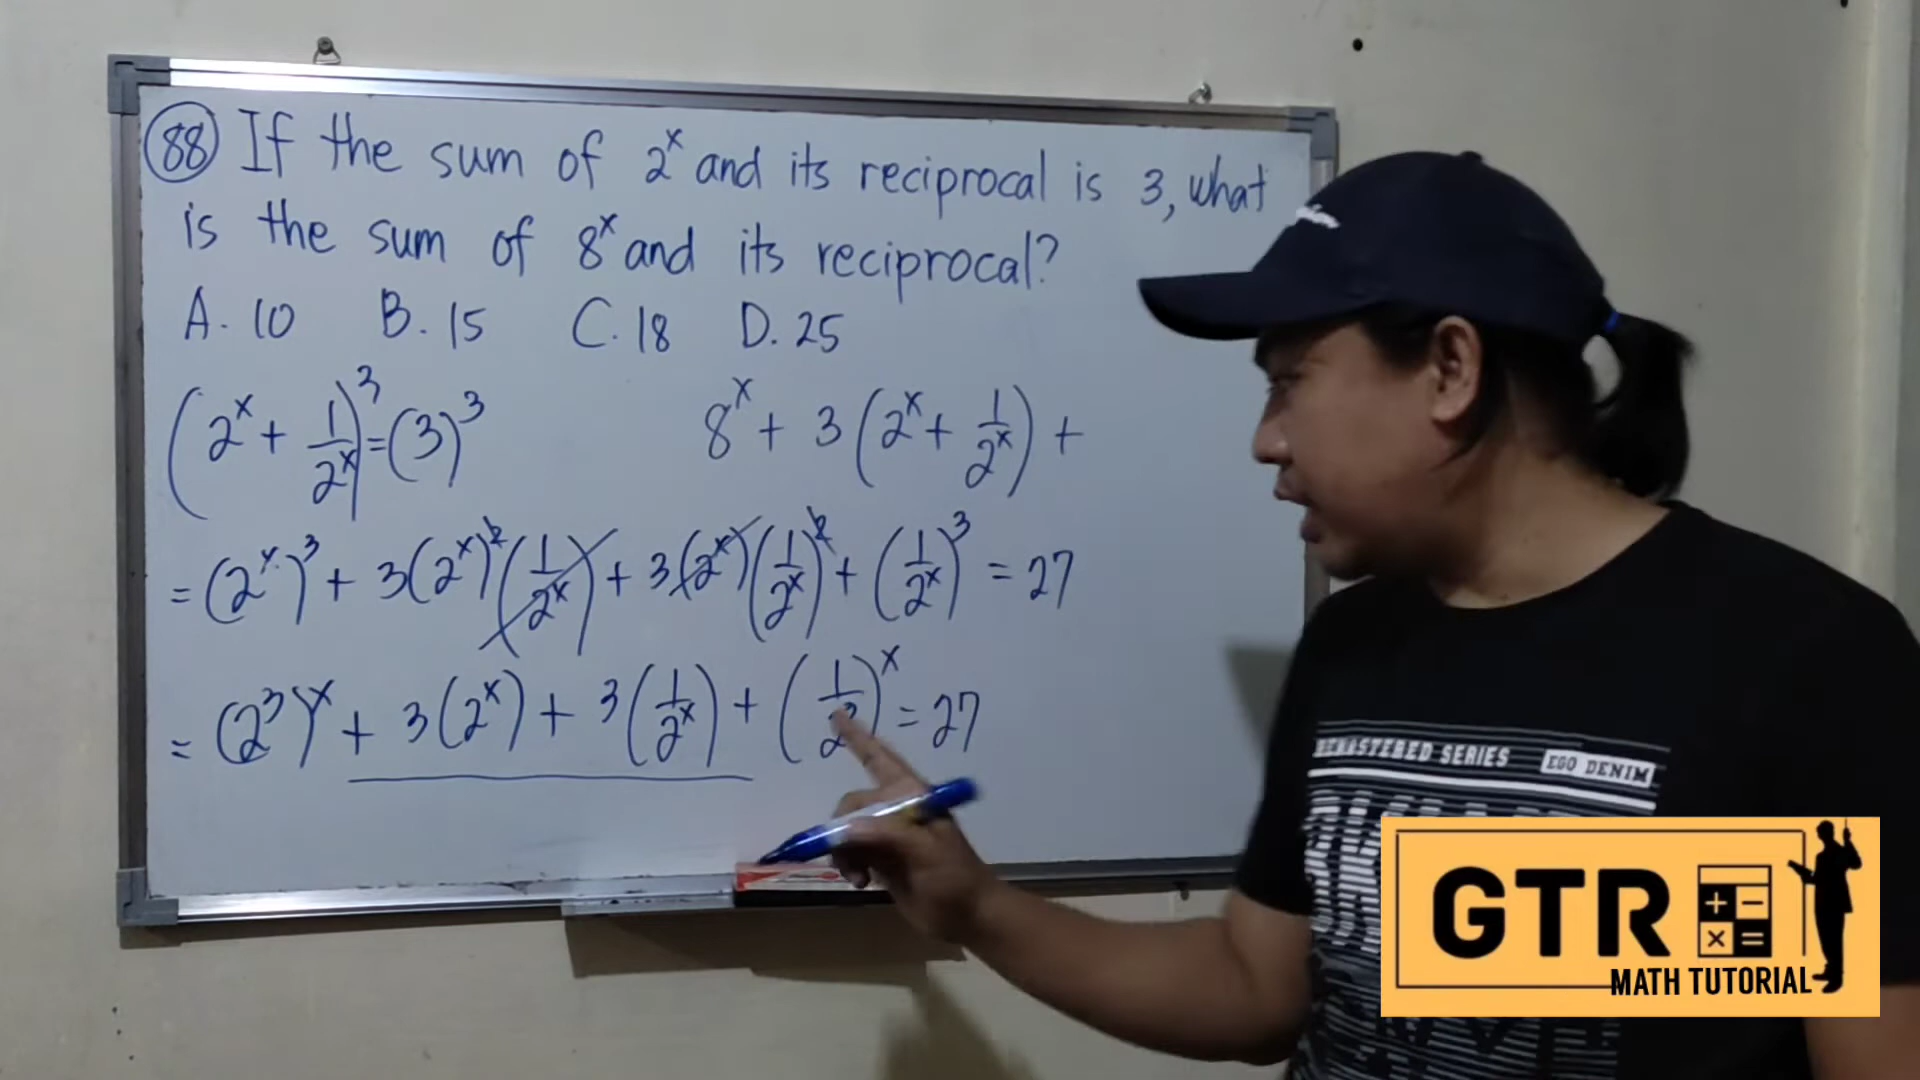 88 If the sum of 2^x and its reciprocal is 3, what
is the sum of 8^x and its reciprocal?
A. 10 B. 15 C. 18 D. 25
(2^x + 1/2^x)^3 = (3)^3
8^x + 3(2^x + 1/2^x) +
= (2^x)^3 + 3(2^x)^2(1/2^x) + 3(2^x)(1/2^x)^2 + (1/2^x)^3 = 27
= (2^3)^x + 3(2^x) + 3(1/2^x) + (1/2^3)^x = 27
REMASTERED SERIES
EGO DENIM
GTR
+ −
× =
MATH TUTORIAL